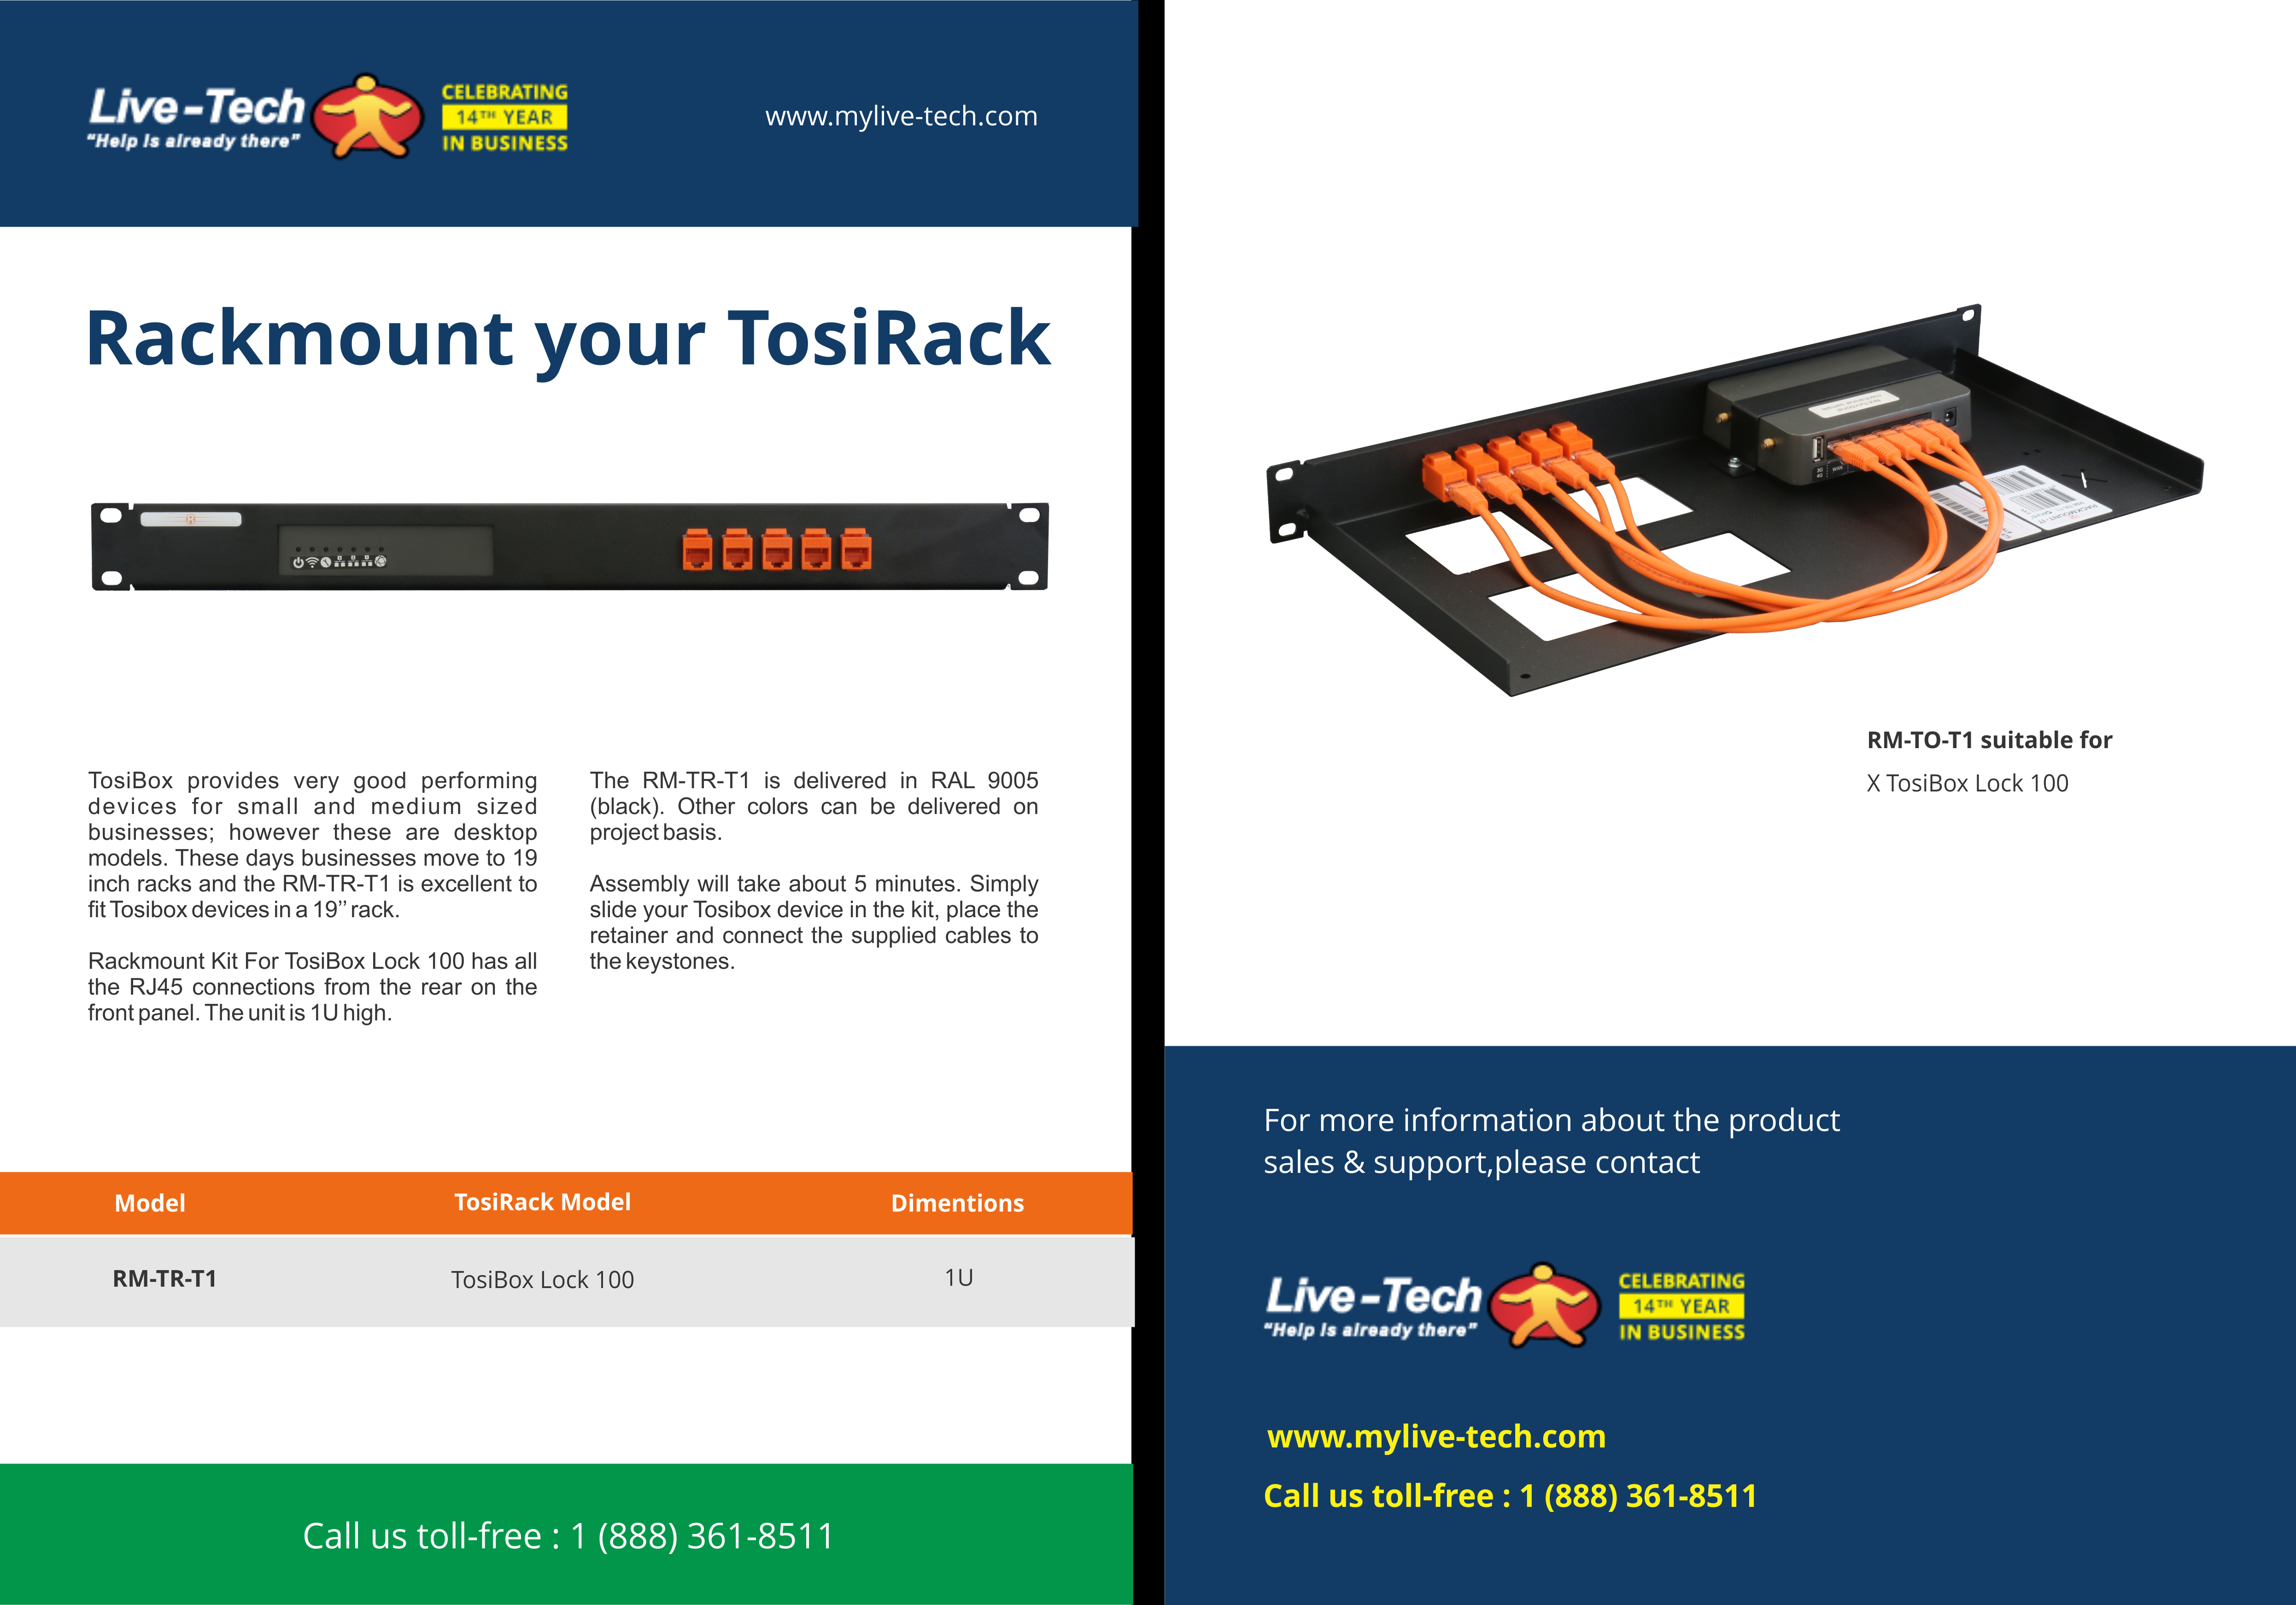 Live-Tech
"Help Is already there"
CELEBRATING
14TH YEAR
IN BUSINESS
www.mylive-tech.com
Rackmount your TosiRack
TosiBox provides very good performing
devices for small and medium sized
businesses; however these are desktop
models. These days businesses move to 19
inch racks and the RM-TR-T1 is excellent to
fit Tosibox devices in a 19’’ rack.
Rackmount Kit For TosiBox Lock 100 has all
the RJ45 connections from the rear on the
front panel. The unit is 1U high.
The RM-TR-T1 is delivered in RAL 9005
(black). Other colors can be delivered on
project basis.
Assembly will take about 5 minutes. Simply
slide your Tosibox device in the kit, place the
retainer and connect the supplied cables to
the keystones.
Model TosiRack Model Dimentions
RM-TR-T1 TosiBox Lock 100 1U
Call us toll-free : 1 (888) 361-8511
WAN
RM-TO-T1 suitable for
X TosiBox Lock 100
For more information about the product
sales & support,please contact
Live-Tech
"Help Is already there"
CELEBRATING
14TH YEAR
IN BUSINESS
www.mylive-tech.com
Call us toll-free : 1 (888) 361-8511